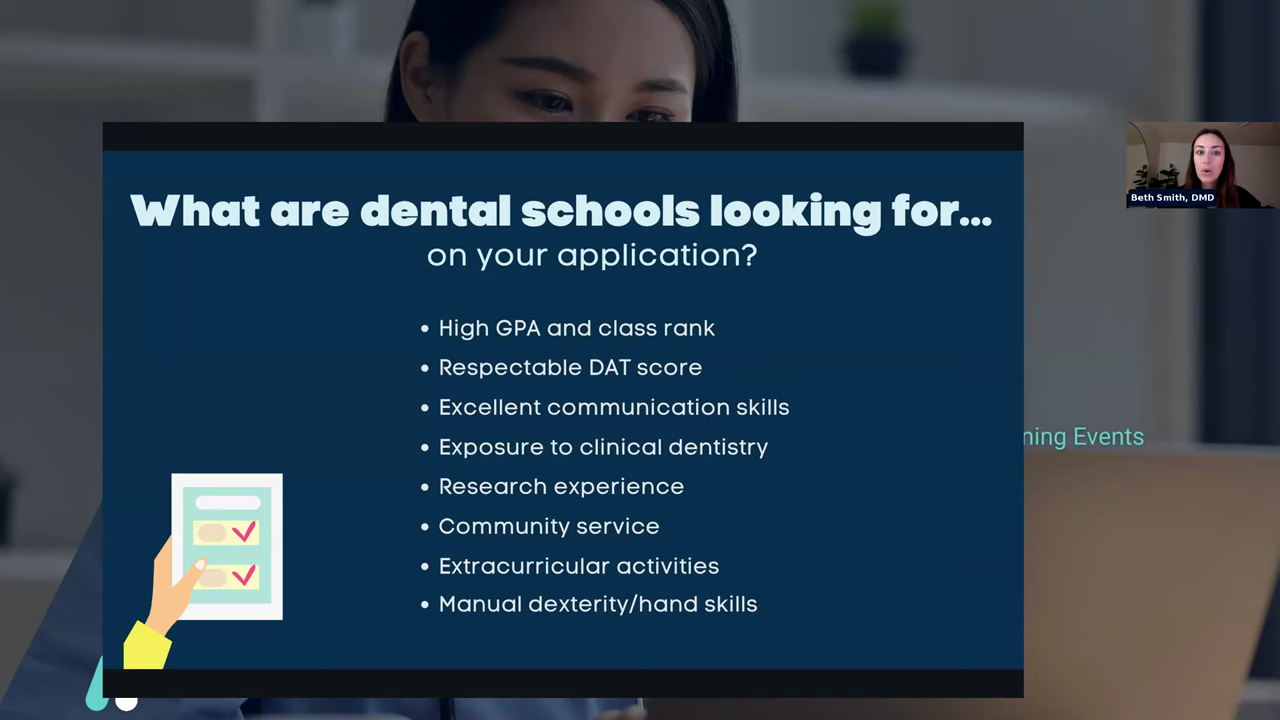 What are dental schools looking for...
on your application?
• High GPA and class rank
• Respectable DAT score
• Excellent communication skills
• Exposure to clinical dentistry
• Research experience
• Community service
• Extracurricular activities
• Manual dexterity/hand skills
Beth Smith, DMD
ning Events